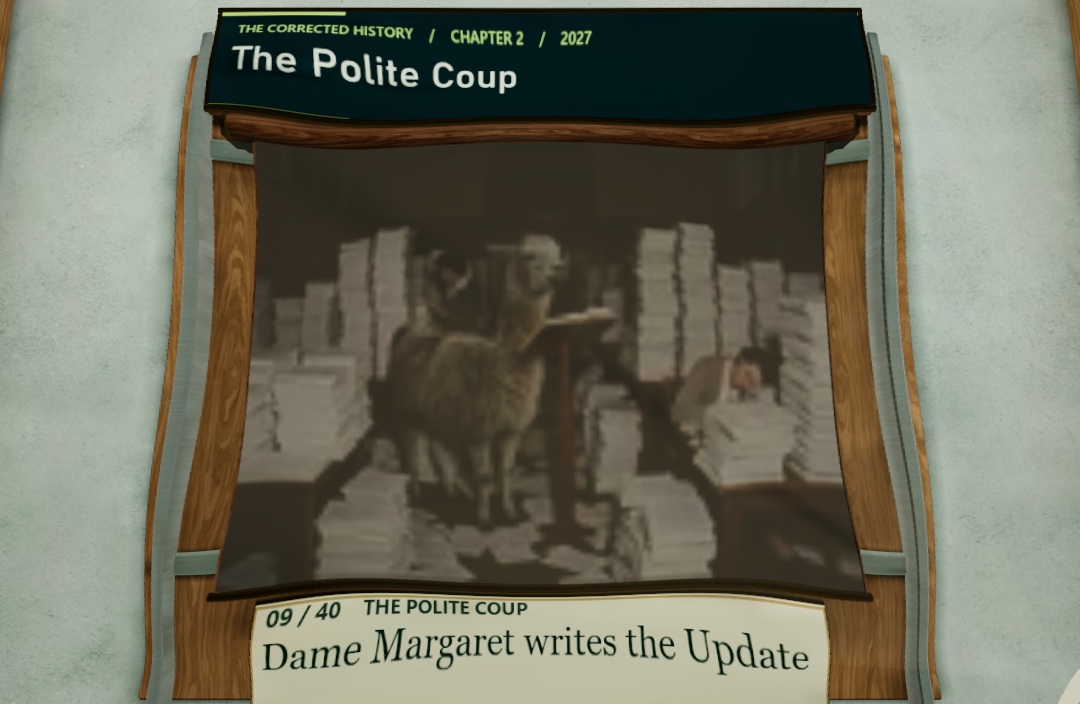 THE CORRECTED HISTORY / CHAPTER 2 / 2027
The Polite Coup
09 / 40 THE POLITE COUP
Dame Margaret writes the Update